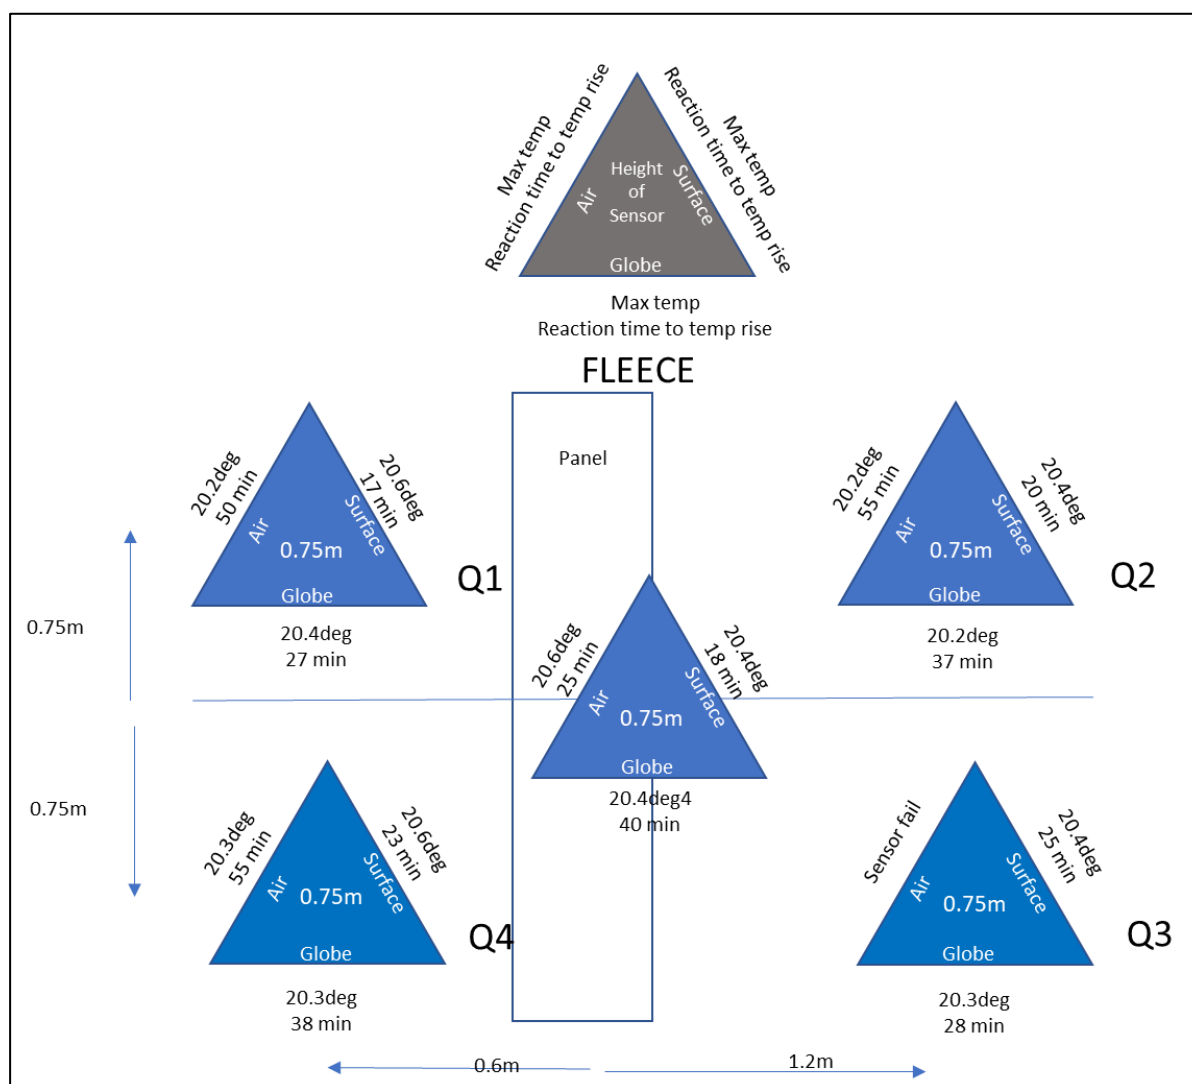 Max temp
Reaction time to temp rise
Max temp
Reaction time to temp rise
Air
Height
of
Sensor
Surface
Globe
Max temp
Reaction time to temp rise
FLEECE
Panel
20.2deg
50 min
20.6deg
17 min
Air
Surface
0.75m
Globe
Q1
20.4deg
27 min
20.2deg
55 min
20.4deg
20 min
Air
Surface
0.75m
Globe
Q2
20.2deg
37 min
0.75m
20.6deg
25 min
20.4deg
18 min
Air
Surface
0.75m
Globe
20.4deg4
40 min
0.75m
20.3deg
55 min
20.6deg
23 min
Air
Surface
0.75m
Globe
Q4
20.3deg
38 min
Sensor fail
20.4deg
25 min
Air
Surface
0.75m
Globe
Q3
20.3deg
28 min
0.6m
1.2m